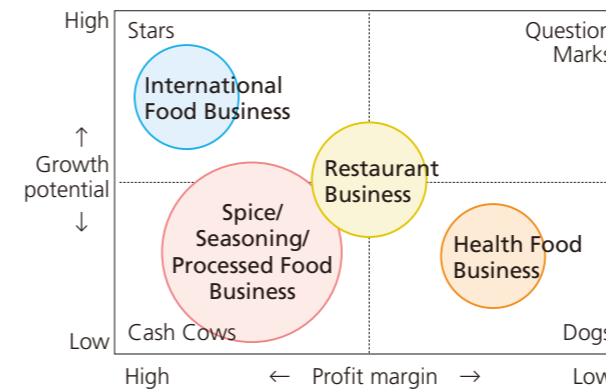 High
Stars
Question
Marks
International
Food Business
↑
Growth
potential
↓
Restaurant
Business
Spice/
Seasoning/
Processed Food
Business
Health Food
Business
Low
Cash Cows
Dogs
High ← Profit margin → Low